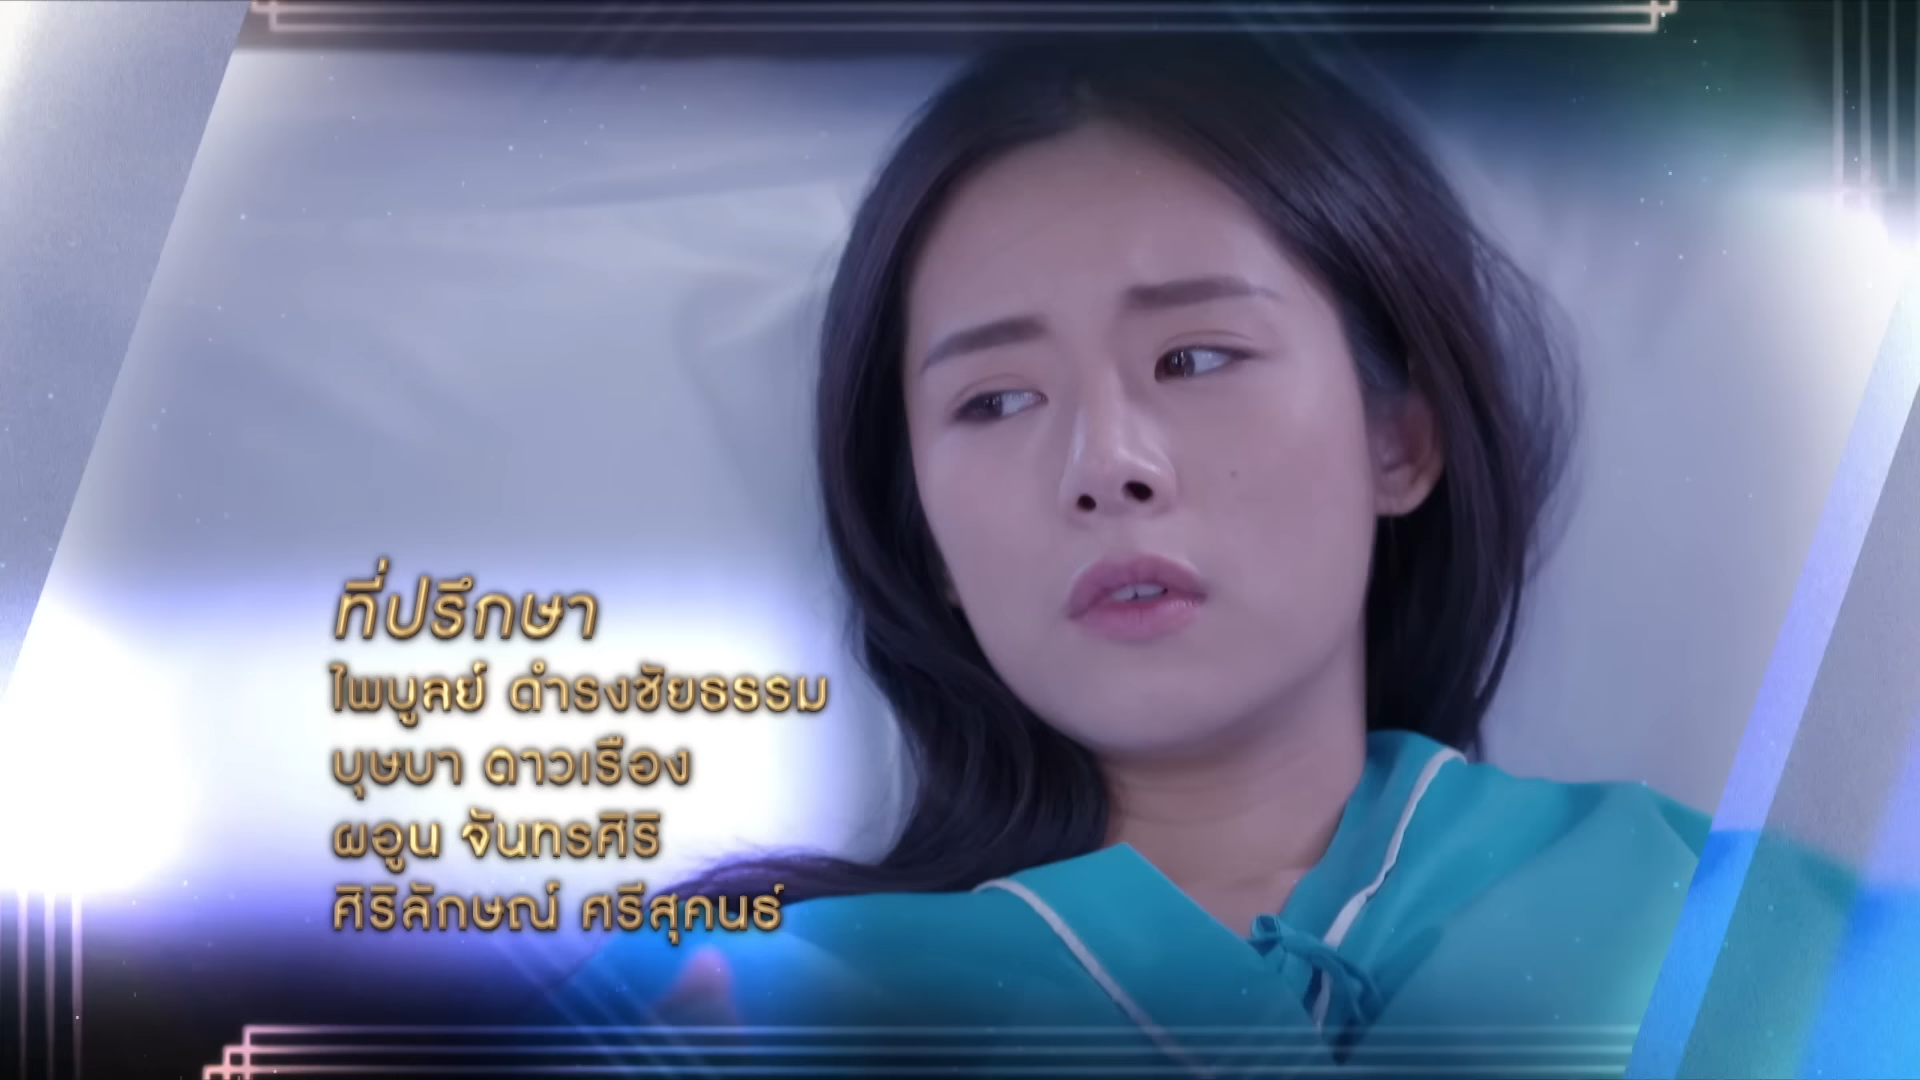 ที่ปรึกษา
ไพบูลย์ ดำรงชัยธรรม
บุษบา ดาวเรือง
ผอูน จันทรศิริ
ศิริลักษณ์ ศรีสุคนธ์